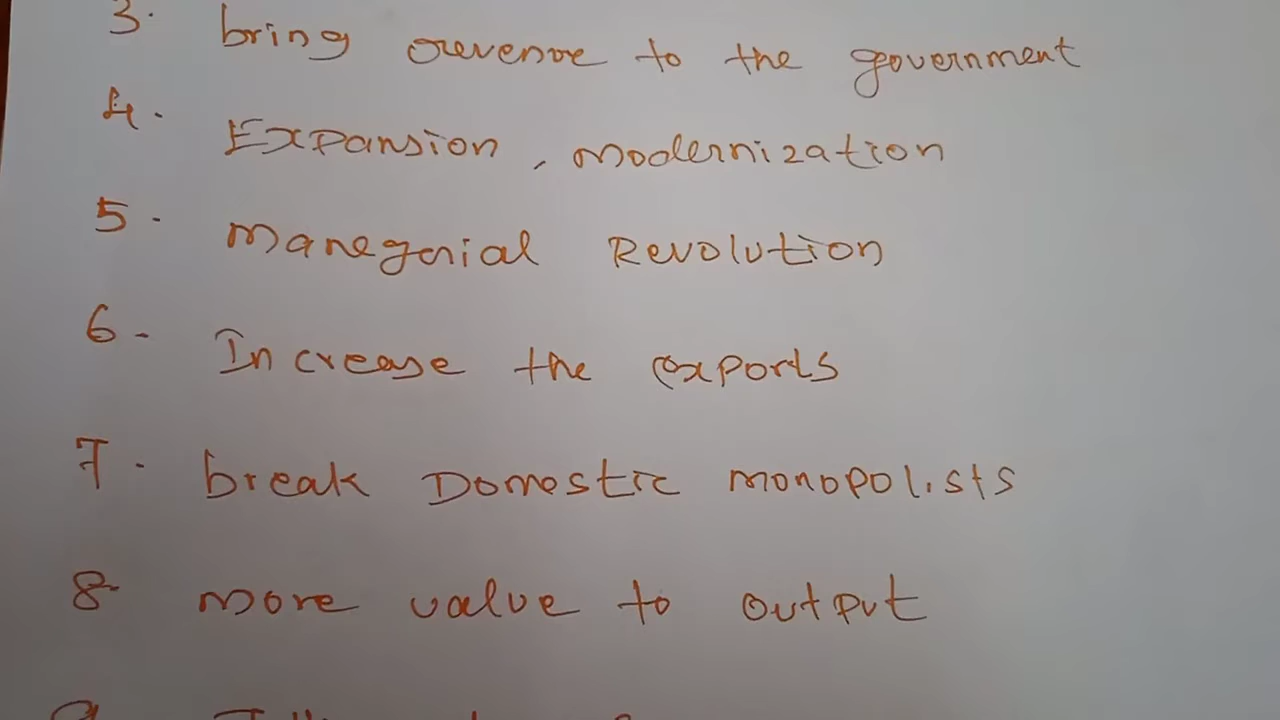 3. bring revenue to the government
4. Expansion, modernization
5. Manegerial Revolution
6- Increase the exports
7. break Domestic monopolists
8 more value to output
9